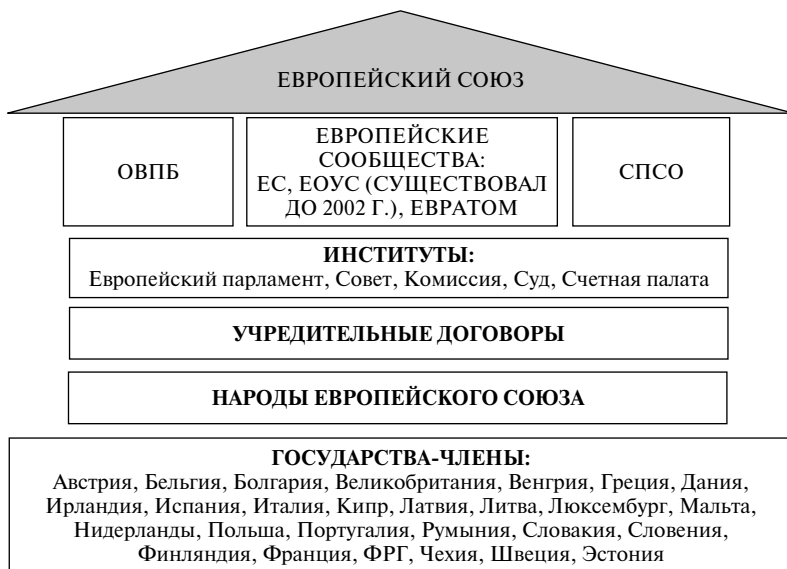 ЕВРОПЕЙСКИЙ СОЮЗ
ОВПБ
ЕВРОПЕЙСКИЕ
СООБЩЕСТВА:
ЕС, ЕОУС (СУЩЕСТВОВАЛ
ДО 2002 Г.), ЕВРАТОМ
СПСО
ИНСТИТУТЫ:
Европейский парламент, Совет, Комиссия, Суд, Счетная палата
УЧРЕДИТЕЛЬНЫЕ ДОГОВОРЫ
НАРОДЫ ЕВРОПЕЙСКОГО СОЮЗА
ГОСУДАРСТВА-ЧЛЕНЫ:
Австрия, Бельгия, Болгария, Великобритания, Венгрия, Греция, Дания,
Ирландия, Испания, Италия, Кипр, Латвия, Литва, Люксембург, Мальта,
Нидерланды, Польша, Португалия, Румыния, Словакия, Словения,
Финляндия, Франция, ФРГ, Чехия, Швеция, Эстония